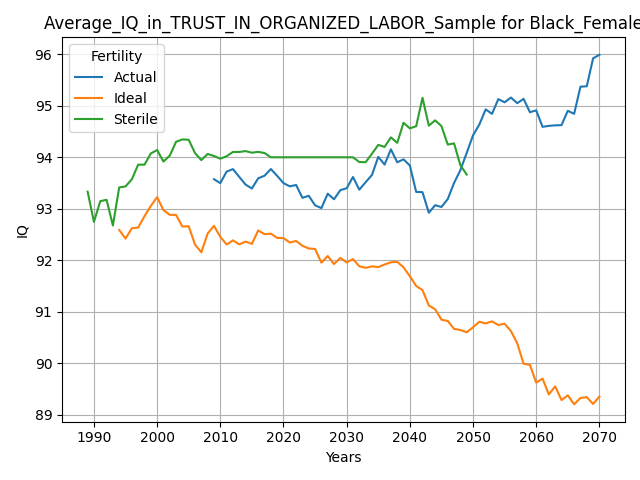 Average_IQ_in_TRUST_IN_ORGANIZED_LABOR_Sample for Black_Female
Fertility
Actual
Ideal
Sterile
96
95
94
93
92
91
90
89
IQ
1990 2000 2010 2020 2030 2040 2050 2060 2070
Years